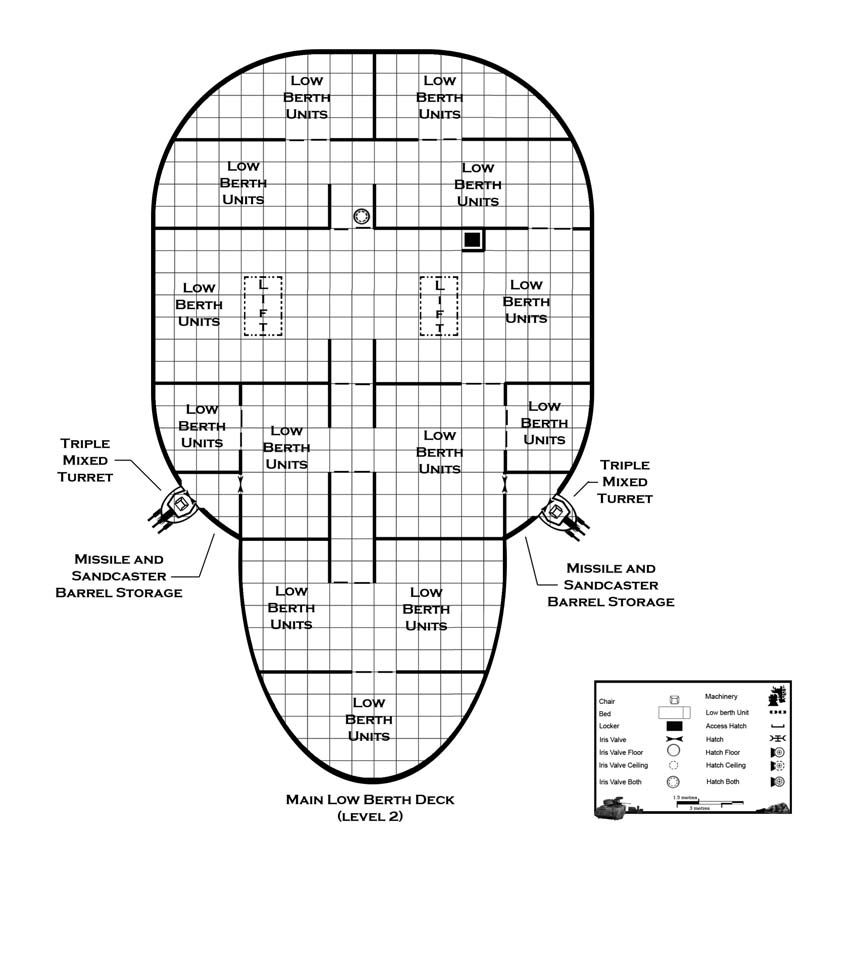 Low
Berth
Units
Low
Berth
Units
Low
Berth
Units
Low
Berth
Units
Low
Berth
Units
L
I
F
T
L
I
F
T
Low
Berth
Units
Low
Berth
Units
Low
Berth
Units
Low
Berth
Units
Low
Berth
Units
Triple
Mixed
Turret
Triple
Mixed
Turret
Missile and
Sandcaster
Barrel Storage
Missile and
Sandcaster
Barrel Storage
Low
Berth
Units
Low
Berth
Units
Low
Berth
Units
Main Low Berth Deck
(level 2)
Chair
Machinery
Bed
Low berth Unit
Locker
Access Hatch
Iris Valve
Hatch
Iris Valve Floor
Hatch Floor
Iris Valve Ceiling
Hatch Ceiling
Iris Valve Both
Hatch Both
1.5 metres
3 metres